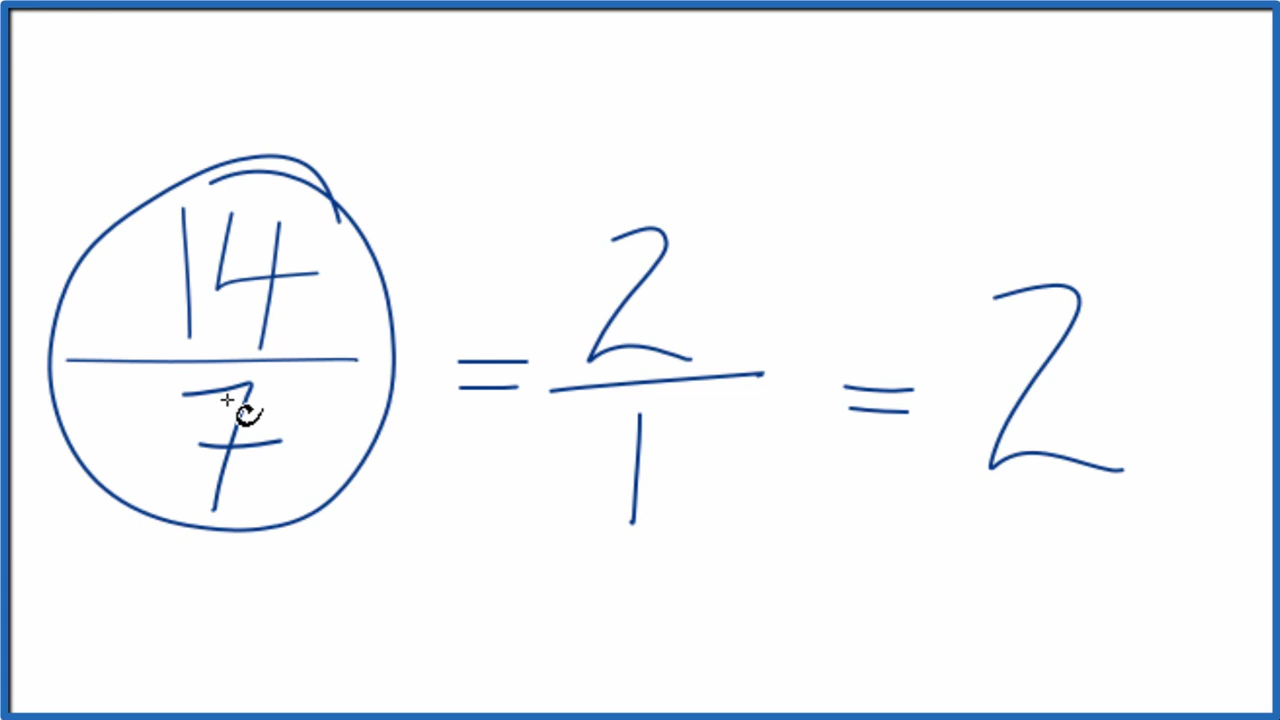 14/7 = 2/1 = 2